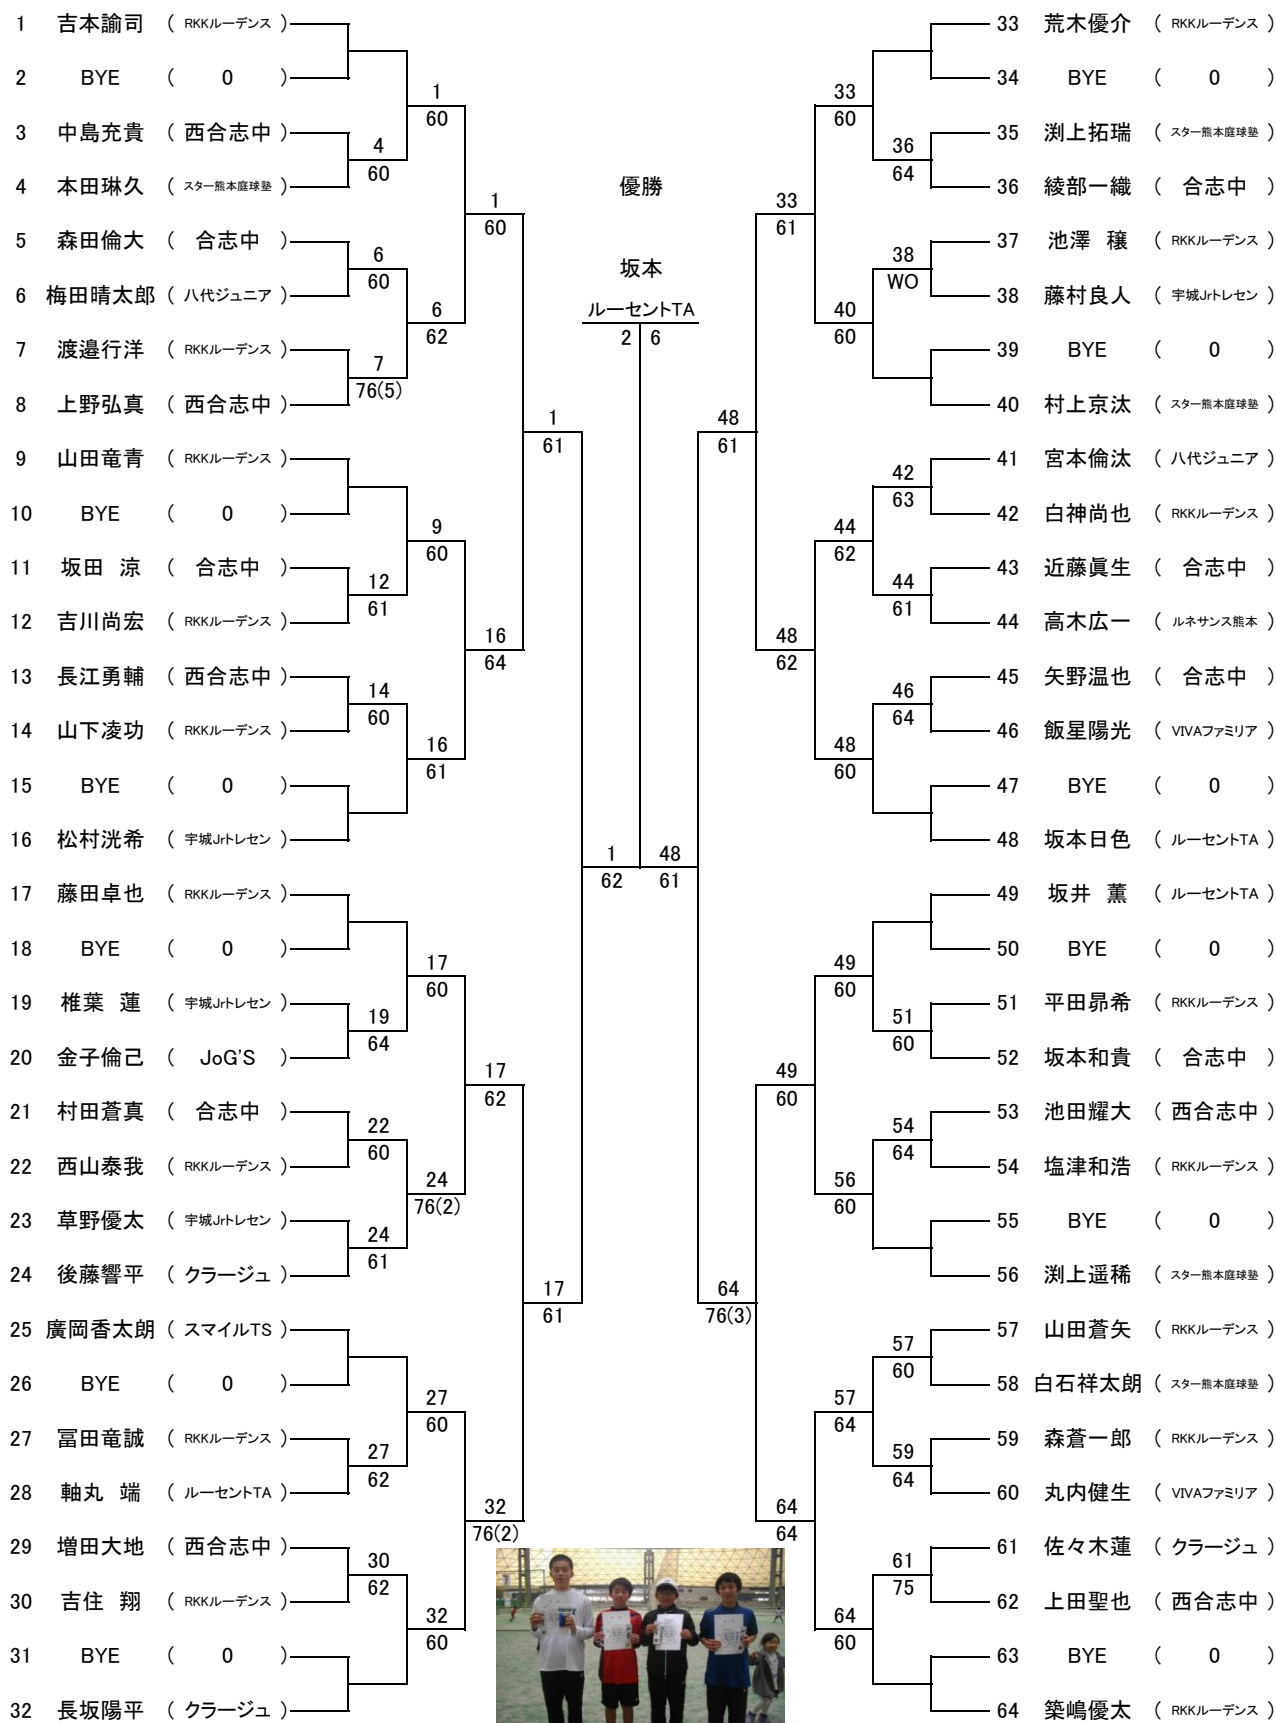 1 吉本諭司 ( RKKルーデンス )
2 BYE ( 0 )
1
60
3 中島充貴 ( 西合志中 )
4
60
4 本田琳久 ( スター熊本庭球塾 )
1
60
5 森田倫大 ( 合志中 )
6
60
6 梅田晴太郎 ( 八代ジュニア )
6
62
7 渡邉行洋 ( RKKルーデンス )
7
76(5)
8 上野弘真 ( 西合志中 )
1
61
9 山田竜青 ( RKKルーデンス )
10 BYE ( 0 )
9
60
11 坂田 涼 ( 合志中 )
12
61
12 吉川尚宏 ( RKKルーデンス )
16
64
13 長江勇輔 ( 西合志中 )
14
60
14 山下凌功 ( RKKルーデンス )
16
61
15 BYE ( 0 )
16 松村洸希 ( 宇城Jrトレセン )
1
62
17 藤田卓也 ( RKKルーデンス )
18 BYE ( 0 )
17
60
19 椎葉 蓮 ( 宇城Jrトレセン )
19
64
20 金子倫己 ( JoG'S )
17
62
21 村田蒼真 ( 合志中 )
22
60
22 西山泰我 ( RKKルーデンス )
24
76(2)
23 草野優太 ( 宇城Jrトレセン )
24
61
24 後藤響平 ( クラージュ )
17
61
25 廣岡香太朗 ( スマイルTS )
26 BYE ( 0 )
27
60
27 冨田竜誠 ( RKKルーデンス )
27
62
28 軸丸 端 ( ルーセントTA )
32
76(2)
29 増田大地 ( 西合志中 )
30
62
30 吉住 翔 ( RKKルーデンス )
32
60
31 BYE ( 0 )
32 長坂陽平 ( クラージュ )
優勝
坂本
ルーセントTA
2 6
33 荒木優介 ( RKKルーデンス )
34 BYE ( 0 )
33
60
35 渕上拓瑞 ( スター熊本庭球塾 )
36
64
36 綾部一織 ( 合志中 )
33
61
37 池澤 穣 ( RKKルーデンス )
38
WO
38 藤村良人 ( 宇城Jrトレセン )
40
60
39 BYE ( 0 )
40 村上京汰 ( スター熊本庭球塾 )
48
61
41 宮本倫汰 ( 八代ジュニア )
42
63
42 白神尚也 ( RKKルーデンス )
44
62
43 近藤眞生 ( 合志中 )
44
61
44 高木広一 ( ルネサンス熊本 )
48
62
45 矢野温也 ( 合志中 )
46
64
46 飯星陽光 ( VIVAファミリア )
48
60
47 BYE ( 0 )
48 坂本日色 ( ルーセントTA )
48
61
49 坂井 薫 ( ルーセントTA )
50 BYE ( 0 )
49
60
51 平田昴希 ( RKKルーデンス )
51
60
52 坂本和貴 ( 合志中 )
49
60
53 池田耀大 ( 西合志中 )
54
64
54 塩津和浩 ( RKKルーデンス )
56
60
55 BYE ( 0 )
56 渕上遥稀 ( スター熊本庭球塾 )
64
76(3)
57 山田蒼矢 ( RKKルーデンス )
57
60
58 白石祥太朗 ( スター熊本庭球塾 )
57
64
59 森蒼一郎 ( RKKルーデンス )
59
64
60 丸内健生 ( VIVAファミリア )
64
64
61 佐々木蓮 ( クラージュ )
61
75
62 上田聖也 ( 西合志中 )
64
60
63 BYE ( 0 )
64 築嶋優太 ( RKKルーデンス )